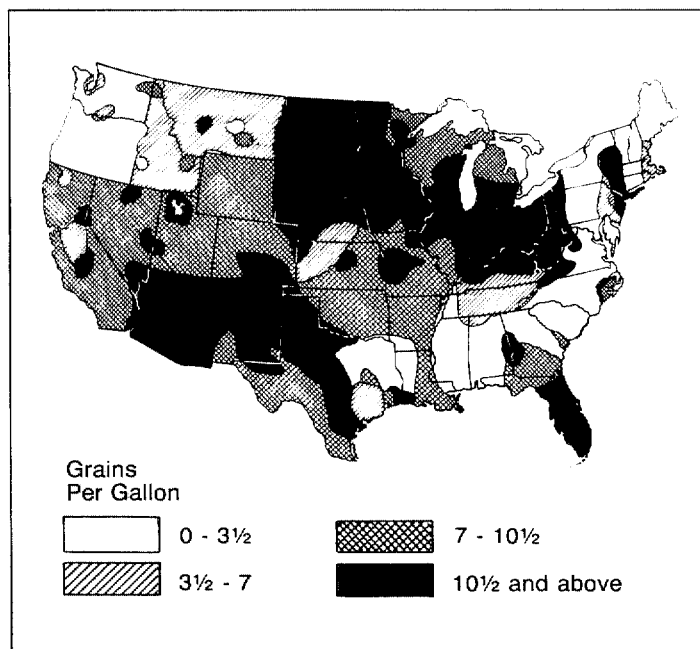 Grains
Per Gallon
0 - 3½
7 - 10½
3½ - 7
10½ and above